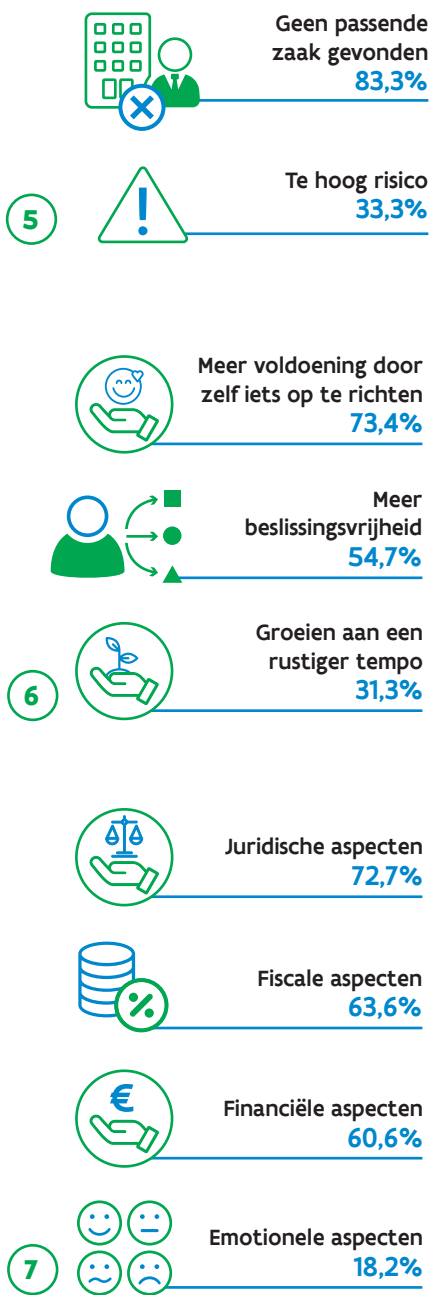 Geen passende
zaak gevonden
83,3%
Te hoog risico
33,3%
5
Meer voldoening door
zelf iets op te richten
73,4%
Meer
beslissingsvrijheid
54,7%
Groeien aan een
rustiger tempo
31,3%
6
Juridische aspecten
72,7%
Fiscale aspecten
63,6%
%
€
Financiële aspecten
60,6%
Emotionele aspecten
18,2%
7